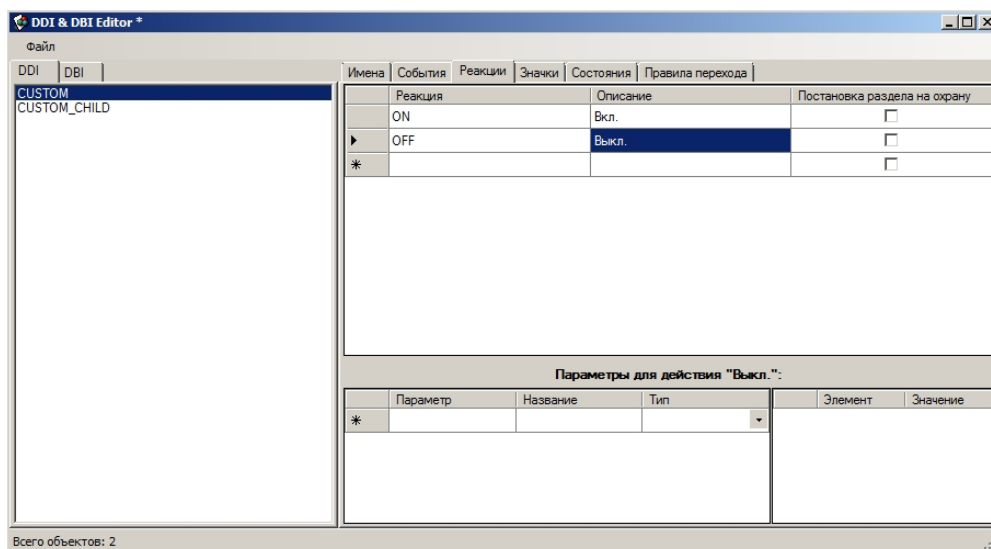 DDI & DBI Editor *
Файл
DDI DBI
CUSTOM
CUSTOM_CHILD
Имена События Реакции Значки Состояния Правила перехода
Реакция Описание Постановка раздела на охрану
ON Вкл.
OFF Выкл.
Параметры для действия "Выкл.":
Параметр Название Тип Элемент Значение
Всего объектов: 2